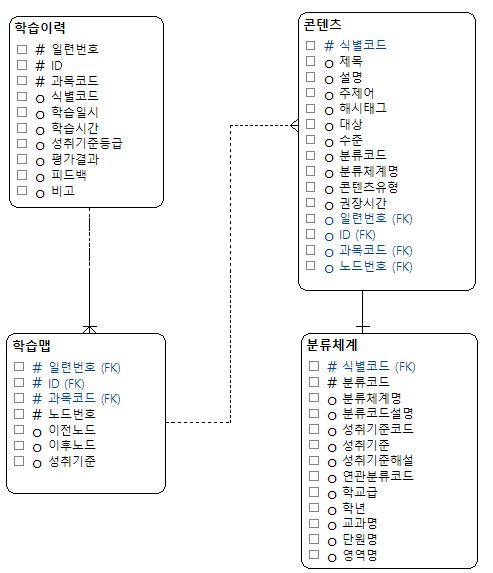 학습이력
# 일련번호
# ID
# 과목코드
o 식별코드
o 학습일시
o 학습시간
o 성취기준등급
o 평가결과
o 피드백
o 비고
콘텐츠
# 식별코드
o 제목
o 설명
o 주제어
o 해시태그
o 대상
o 수준
o 분류코드
o 분류체계명
o 콘텐츠유형
o 권장시간
o 일련번호 (FK)
o ID (FK)
o 과목코드 (FK)
o 노드번호 (FK)
학습맵
# 일련번호 (FK)
# ID (FK)
# 과목코드 (FK)
# 노드번호
o 이전노드
o 이후노드
o 성취기준
분류체계
# 식별코드 (FK)
# 분류코드
o 분류체계명
o 분류코드설명
o 성취기준코드
o 성취기준
o 성취기준해설
o 연관분류코드
o 학교급
o 학년
o 교과명
o 단원명
o 영역명